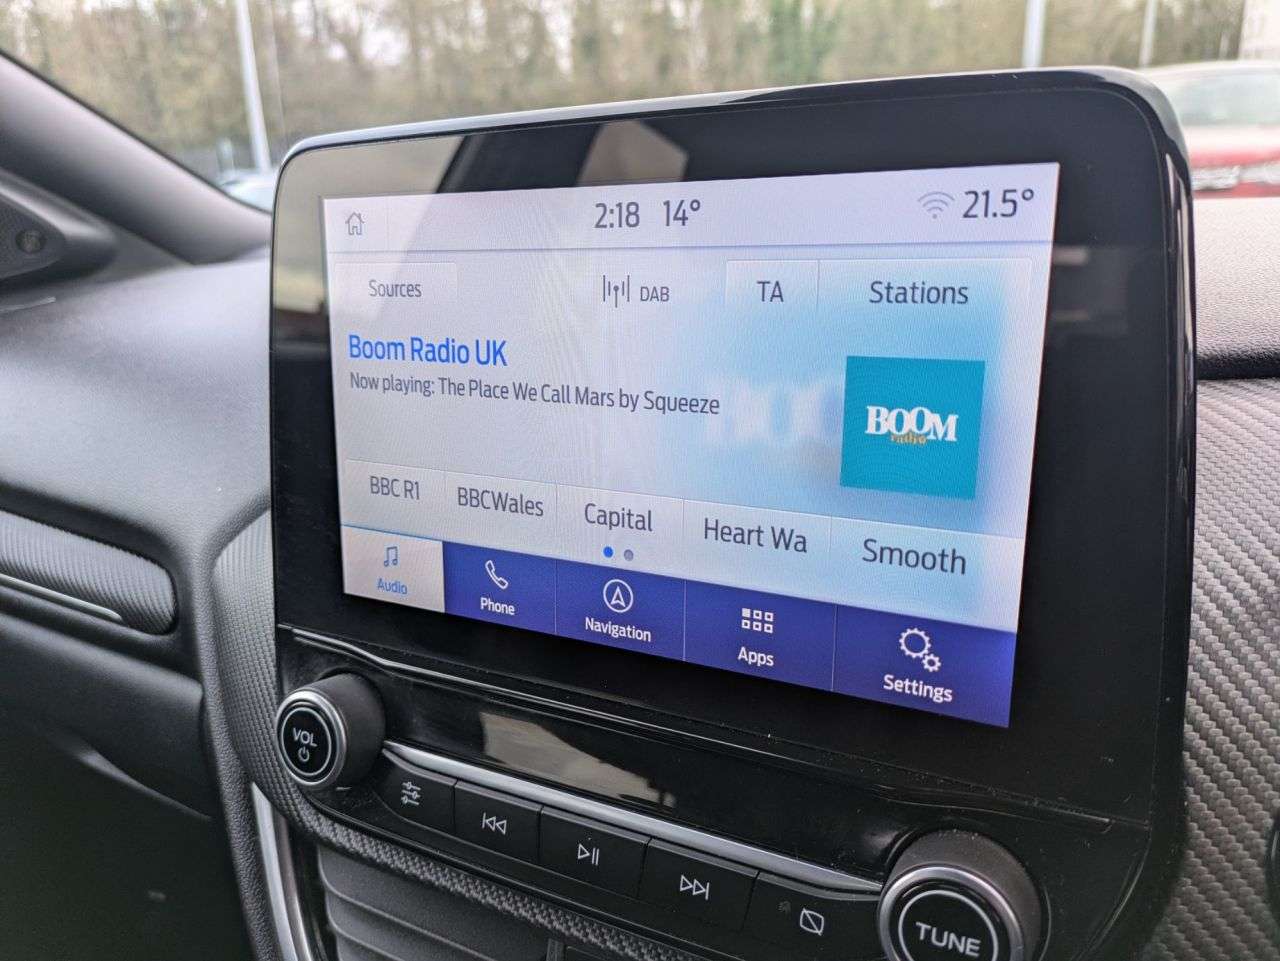 2:18 14° 21.5°
Sources DAB TA Stations
Boom Radio UK
Now playing: The Place We Call Mars by Squeeze
BOOM
radio
BBC R1 BBCWales Capital Heart Wa Smooth
Audio Phone Navigation Apps Settings
VOL
TUNE